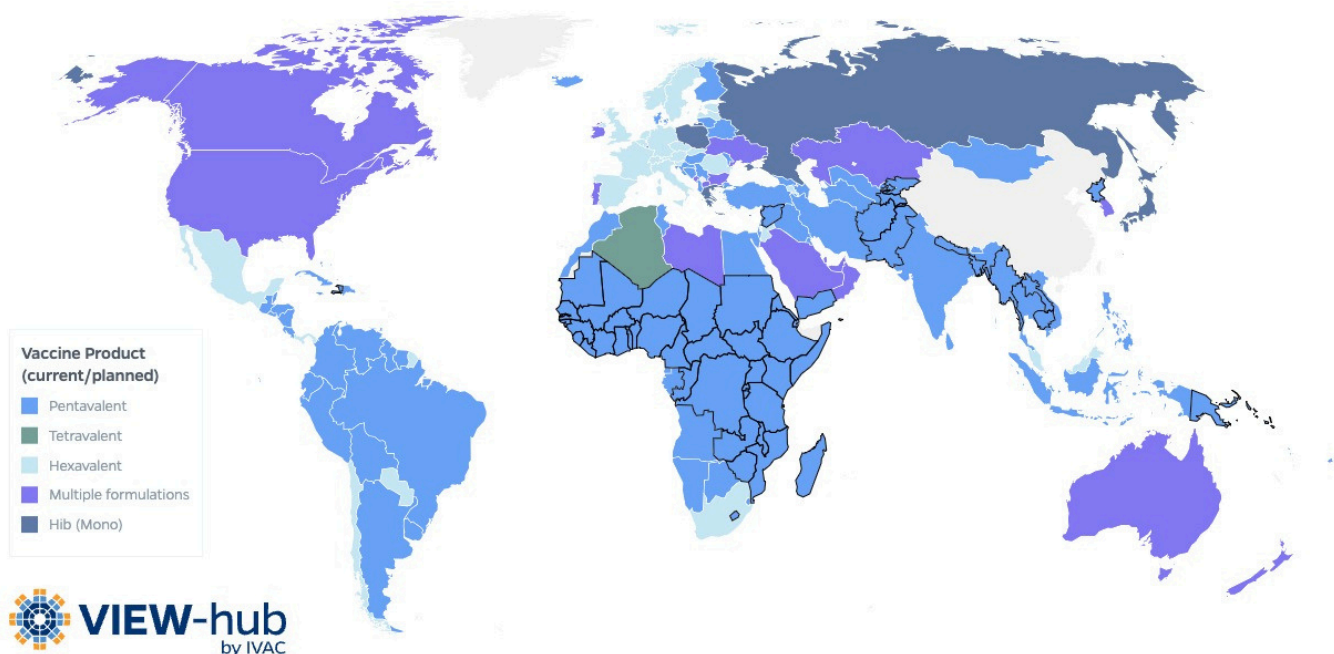 Vaccine Product
(current/planned)
Pentavalent
Tetravalent
Hexavalent
Multiple formulations
Hib (Mono)
VIEW-hub
by IVAC